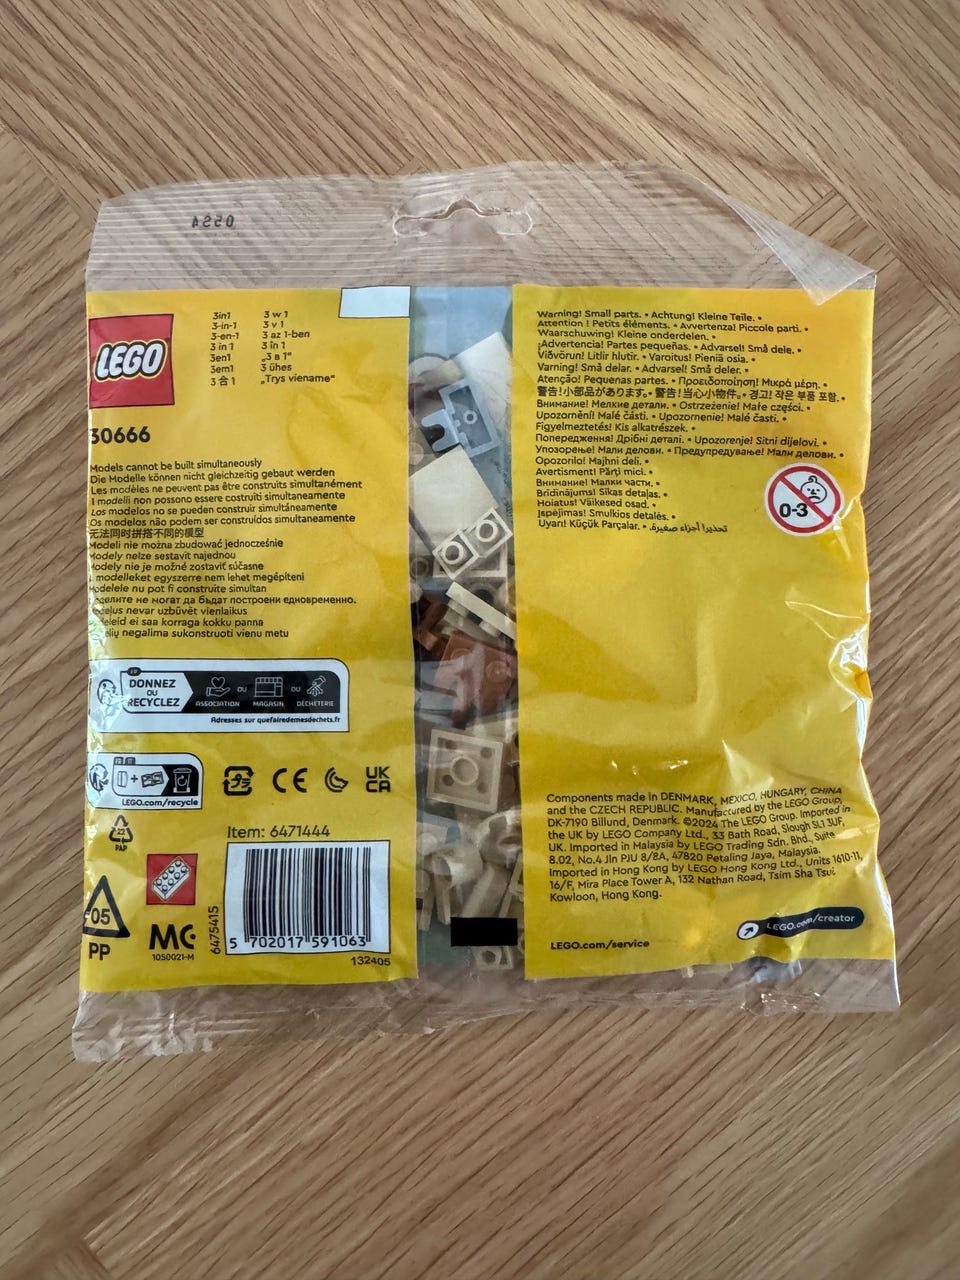 LEGO
3in1
3-in-1
3-en-1
3 in 1
3en1
3em1
3 合 1
3 w 1
3 v 1
3 az 1-ben
3 în 1
„3 в 1“
3 ühes
„Trys viename“
30666
Models cannot be built simultaneously
Die Modelle können nicht gleichzeitig gebaut werden
Les modèles ne peuvent pas être construits simultanément
I modelli non possono essere costruiti simultaneamente
Los modelos no se pueden construir simultáneamente
Os modelos não podem ser construídos simultaneamente
无法同时拼搭不同的模型
Modeli nie można zbudować jednocześnie
Modely nelze sestavit najednou
Modely nie je možné zostaviť súčasne
modelleket egyszerre nem lehet megépíteni
Modelele nu pot fi construite simultan
не могат да бъдат построени едновременно.
nevar uzbūvēt vienlaikus
ei saa korraga kokku panna
negalima sukonstruoti vienu metu
FR
DONNEZ
OU
RECYCLEZ
ASSOCIATION
OU
MAGASIN
OU
DÉCHÈTERIE
Adresses sur quefairedemesdechets.fr
+
LEGO.com/recycle
プラ
CE
UK
CA
22
PAP
Item: 6471444
05
PP
MC
1050021-M
6475415
5 702017 591063
132405
Warning! Small parts. • Achtung! Kleine Teile. •
Attention ! Petits éléments. • Avvertenza! Piccole parti. •
Waarschuwing! Kleine onderdelen. •
¡Advertencia! Partes pequeñas. • Advarsel! Små dele. •
Viðvörun! Litlir hlutir. • Varoitus! Pieniä osia. •
Varning! Små delar. • Advarsel! Små deler. •
Atenção! Pequenas partes. • Προειδοποίηση! Μικρά μέρη. •
警告!小部品があります。• 警告!当心小物件。• 경고! 작은 부품 포함. •
Внимание! Мелкие детали. • Ostrzeżenie! Małe części. •
Upozornění! Malé části. • Upozornenie! Malé časti. •
Figyelmeztetés! Kis alkatrészek. •
Попередження! Дрібні деталі. • Upozorenje! Sitni dijelovi. •
Упозорење! Мали делови. • Предупредување! Мали делови. •
Opozorilo! Majhni deli. •
Avertisment! Părți mici. •
Внимание! Малки части. •
Brīdinājums! Sīkas detaļas. •
Hoiatus! Väikesed osad. •
Įspėjimas! Smulkios detalės. •
Uyarı! Küçük Parçalar. • تحذير! أجزاء صغيرة.
0-3
Components made in DENMARK, MEXICO, HUNGARY, CHINA
and the CZECH REPUBLIC. Manufactured by the LEGO Group,
DK-7190 Billund, Denmark. ©2024 The LEGO Group. Imported in
the UK by LEGO Company Ltd., 33 Bath Road, Slough SL1 3UF,
UK. Imported in Malaysia by LEGO Trading Sdn. Bhd., Suite
8.02, No.4 Jln PJU 8/8A, 47820 Petaling Jaya, Malaysia.
Imported in Hong Kong by LEGO Hong Kong Ltd., Units 1610-11,
16/F, Mira Place Tower A, 132 Nathan Road, Tsim Sha Tsui,
Kowloon, Hong Kong.
LEGO.com/creator
LEGO.com/service